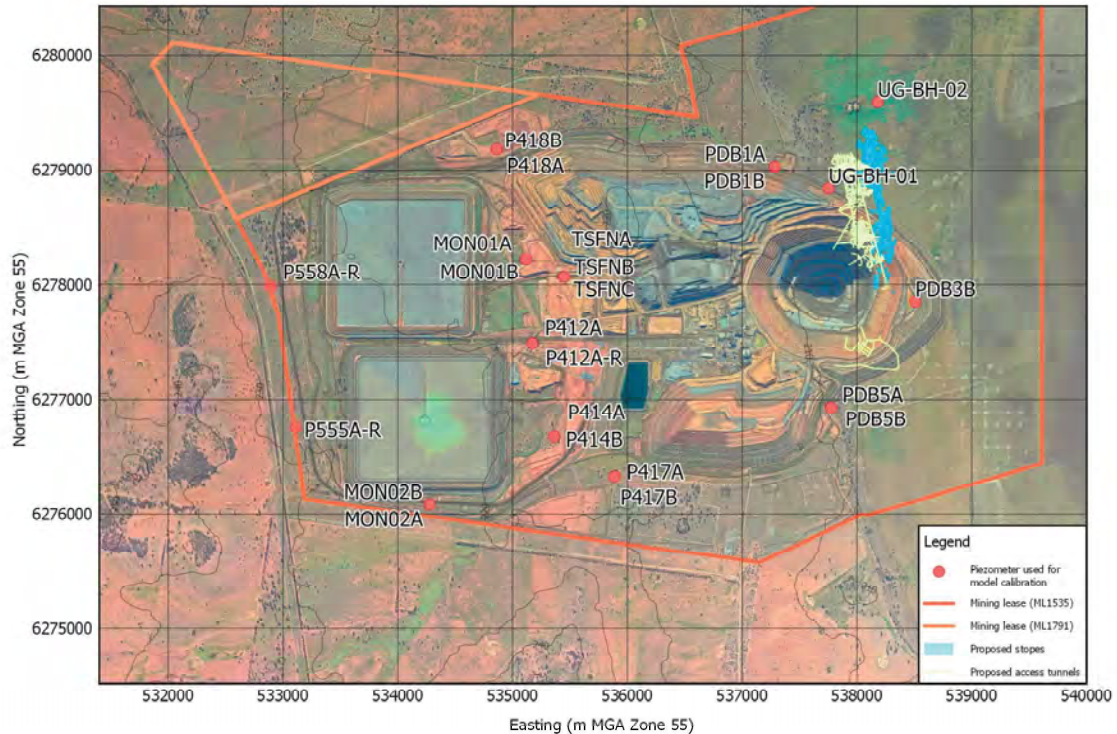 6280000
6279000
6278000
6277000
6276000
6275000
Northing (m MGA Zone 55)
UG-BH-02
P418B
P418A
PDB1A
PDB1B
UG-BH-01
MON01A
MON01B
TSFNA
TSFNB
TSFNC
P558A-R
PDB3B
P412A
P412A-R
P414A
P414B
PDB5A
PDB5B
P555A-R
P417A
P417B
MON02B
MON02A
Legend
Piezometer used for
model calibration
Mining lease (ML1535)
Mining lease (ML1791)
Proposed stopes
Proposed access tunnels
532000
533000
534000
535000
536000
537000
538000
539000
540000
Easting (m MGA Zone 55)